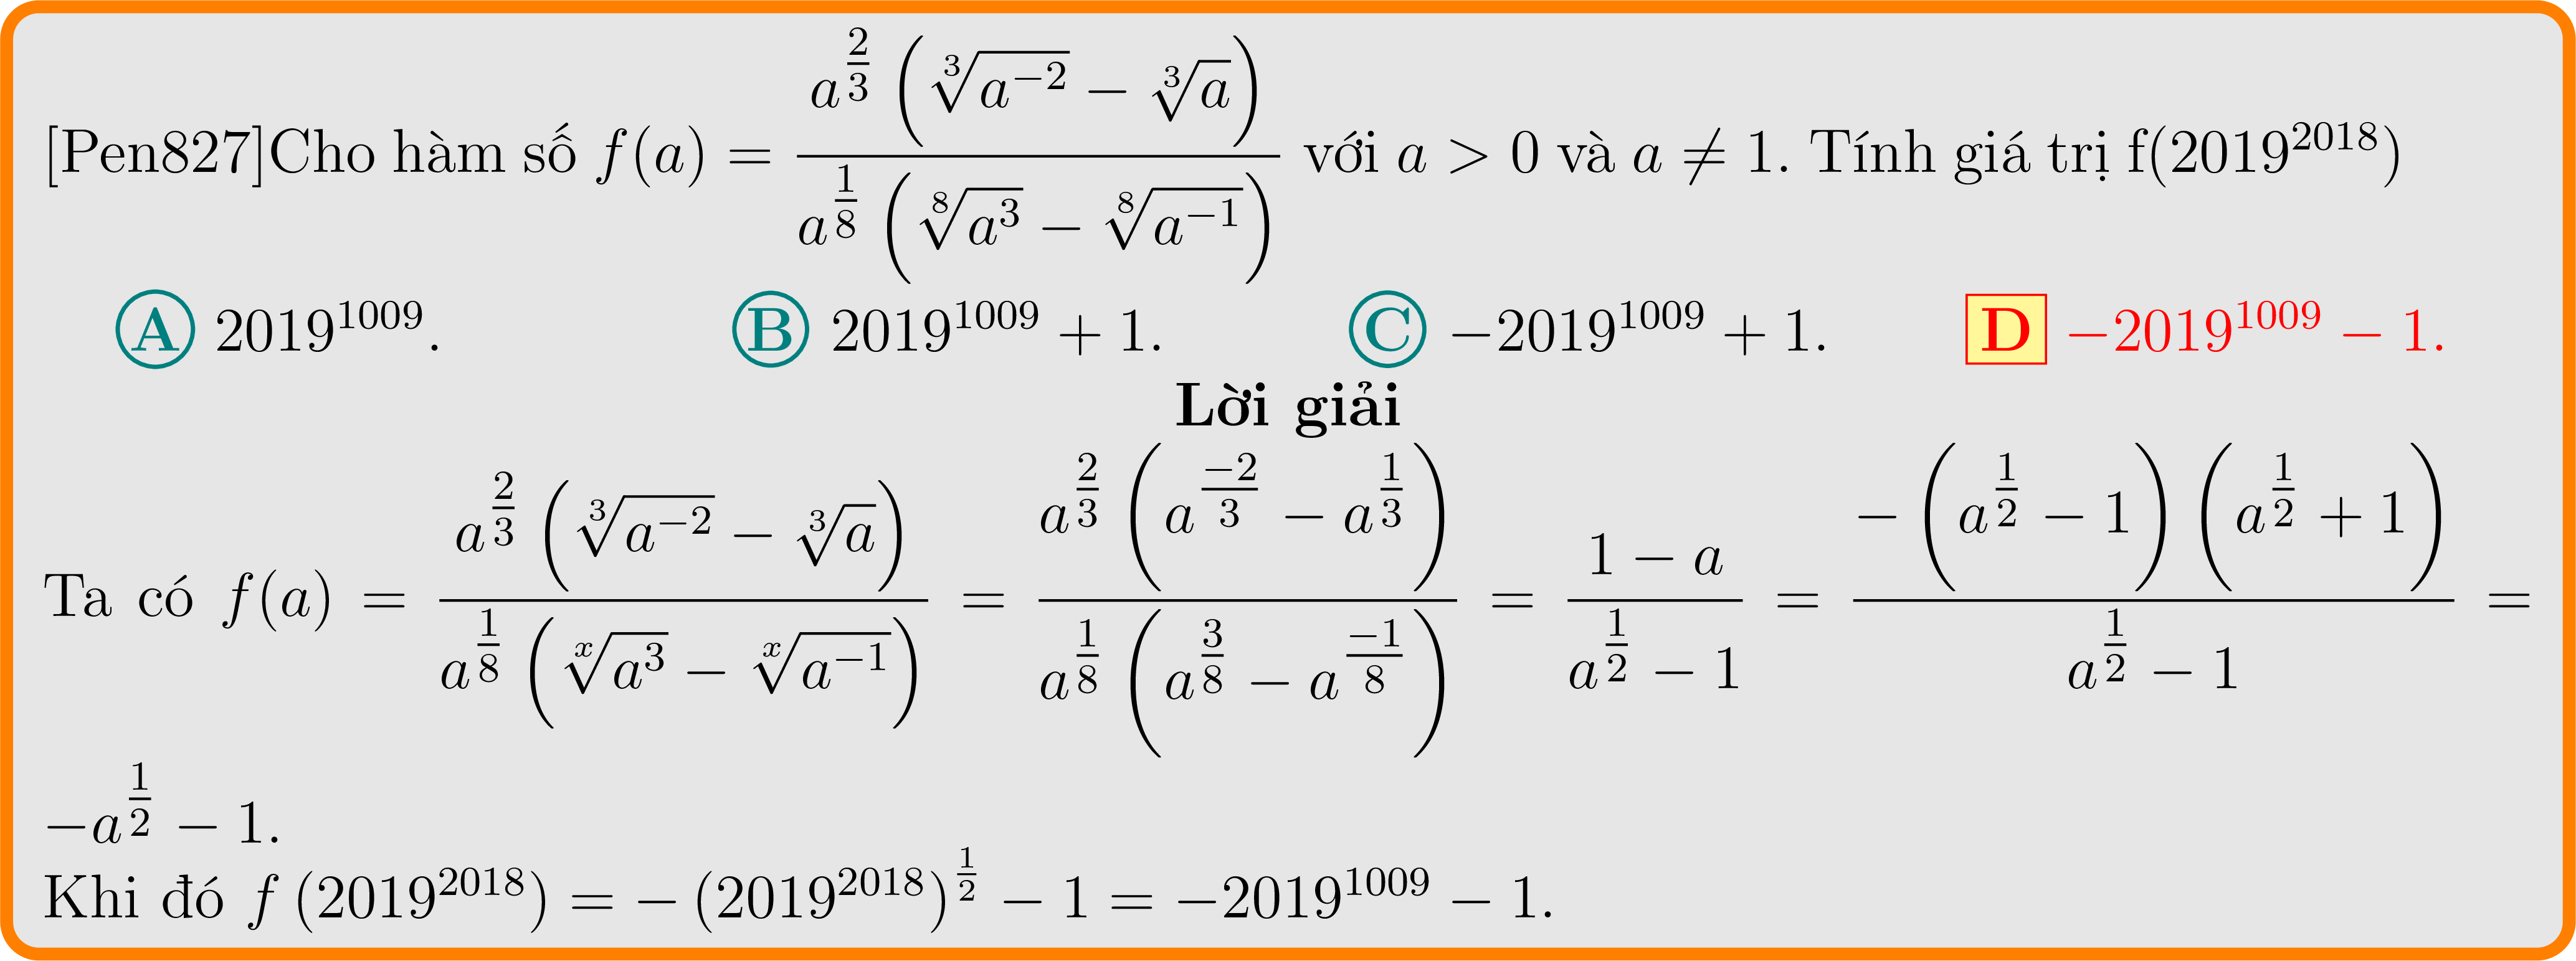 [Pen827]Cho hàm số $f(a) = \dfrac{a^{\frac{2}{3}}\left(\sqrt[3]{a^{-2}} - \sqrt[3]{a}\right)}{a^{\frac{1}{8}}\left(\sqrt[8]{a^3} - \sqrt[8]{a^{-1}}\right)}$ với $a > 0$ và $a \neq 1$. Tính giá trị f($2019^{2018}$)
A $2019^{1009}$. B $2019^{1009} + 1$. C $-2019^{1009} + 1$. D $-2019^{1009} - 1$.
Lời giải
Ta có $f(a) = \dfrac{a^{\frac{2}{3}}\left(\sqrt[3]{a^{-2}} - \sqrt[3]{a}\right)}{a^{\frac{1}{8}}\left(\sqrt[x]{a^3} - \sqrt[x]{a^{-1}}\right)} = \dfrac{a^{\frac{2}{3}}\left(a^{\frac{-2}{3}} - a^{\frac{1}{3}}\right)}{a^{\frac{1}{8}}\left(a^{\frac{3}{8}} - a^{\frac{-1}{8}}\right)} = \dfrac{1 - a}{a^{\frac{1}{2}} - 1} = \dfrac{-\left(a^{\frac{1}{2}} - 1\right)\left(a^{\frac{1}{2}} + 1\right)}{a^{\frac{1}{2}} - 1} =$
$-a^{\frac{1}{2}} - 1$.
Khi đó $f\left(2019^{2018}\right) = -\left(2019^{2018}\right)^{\frac{1}{2}} - 1 = -2019^{1009} - 1$.